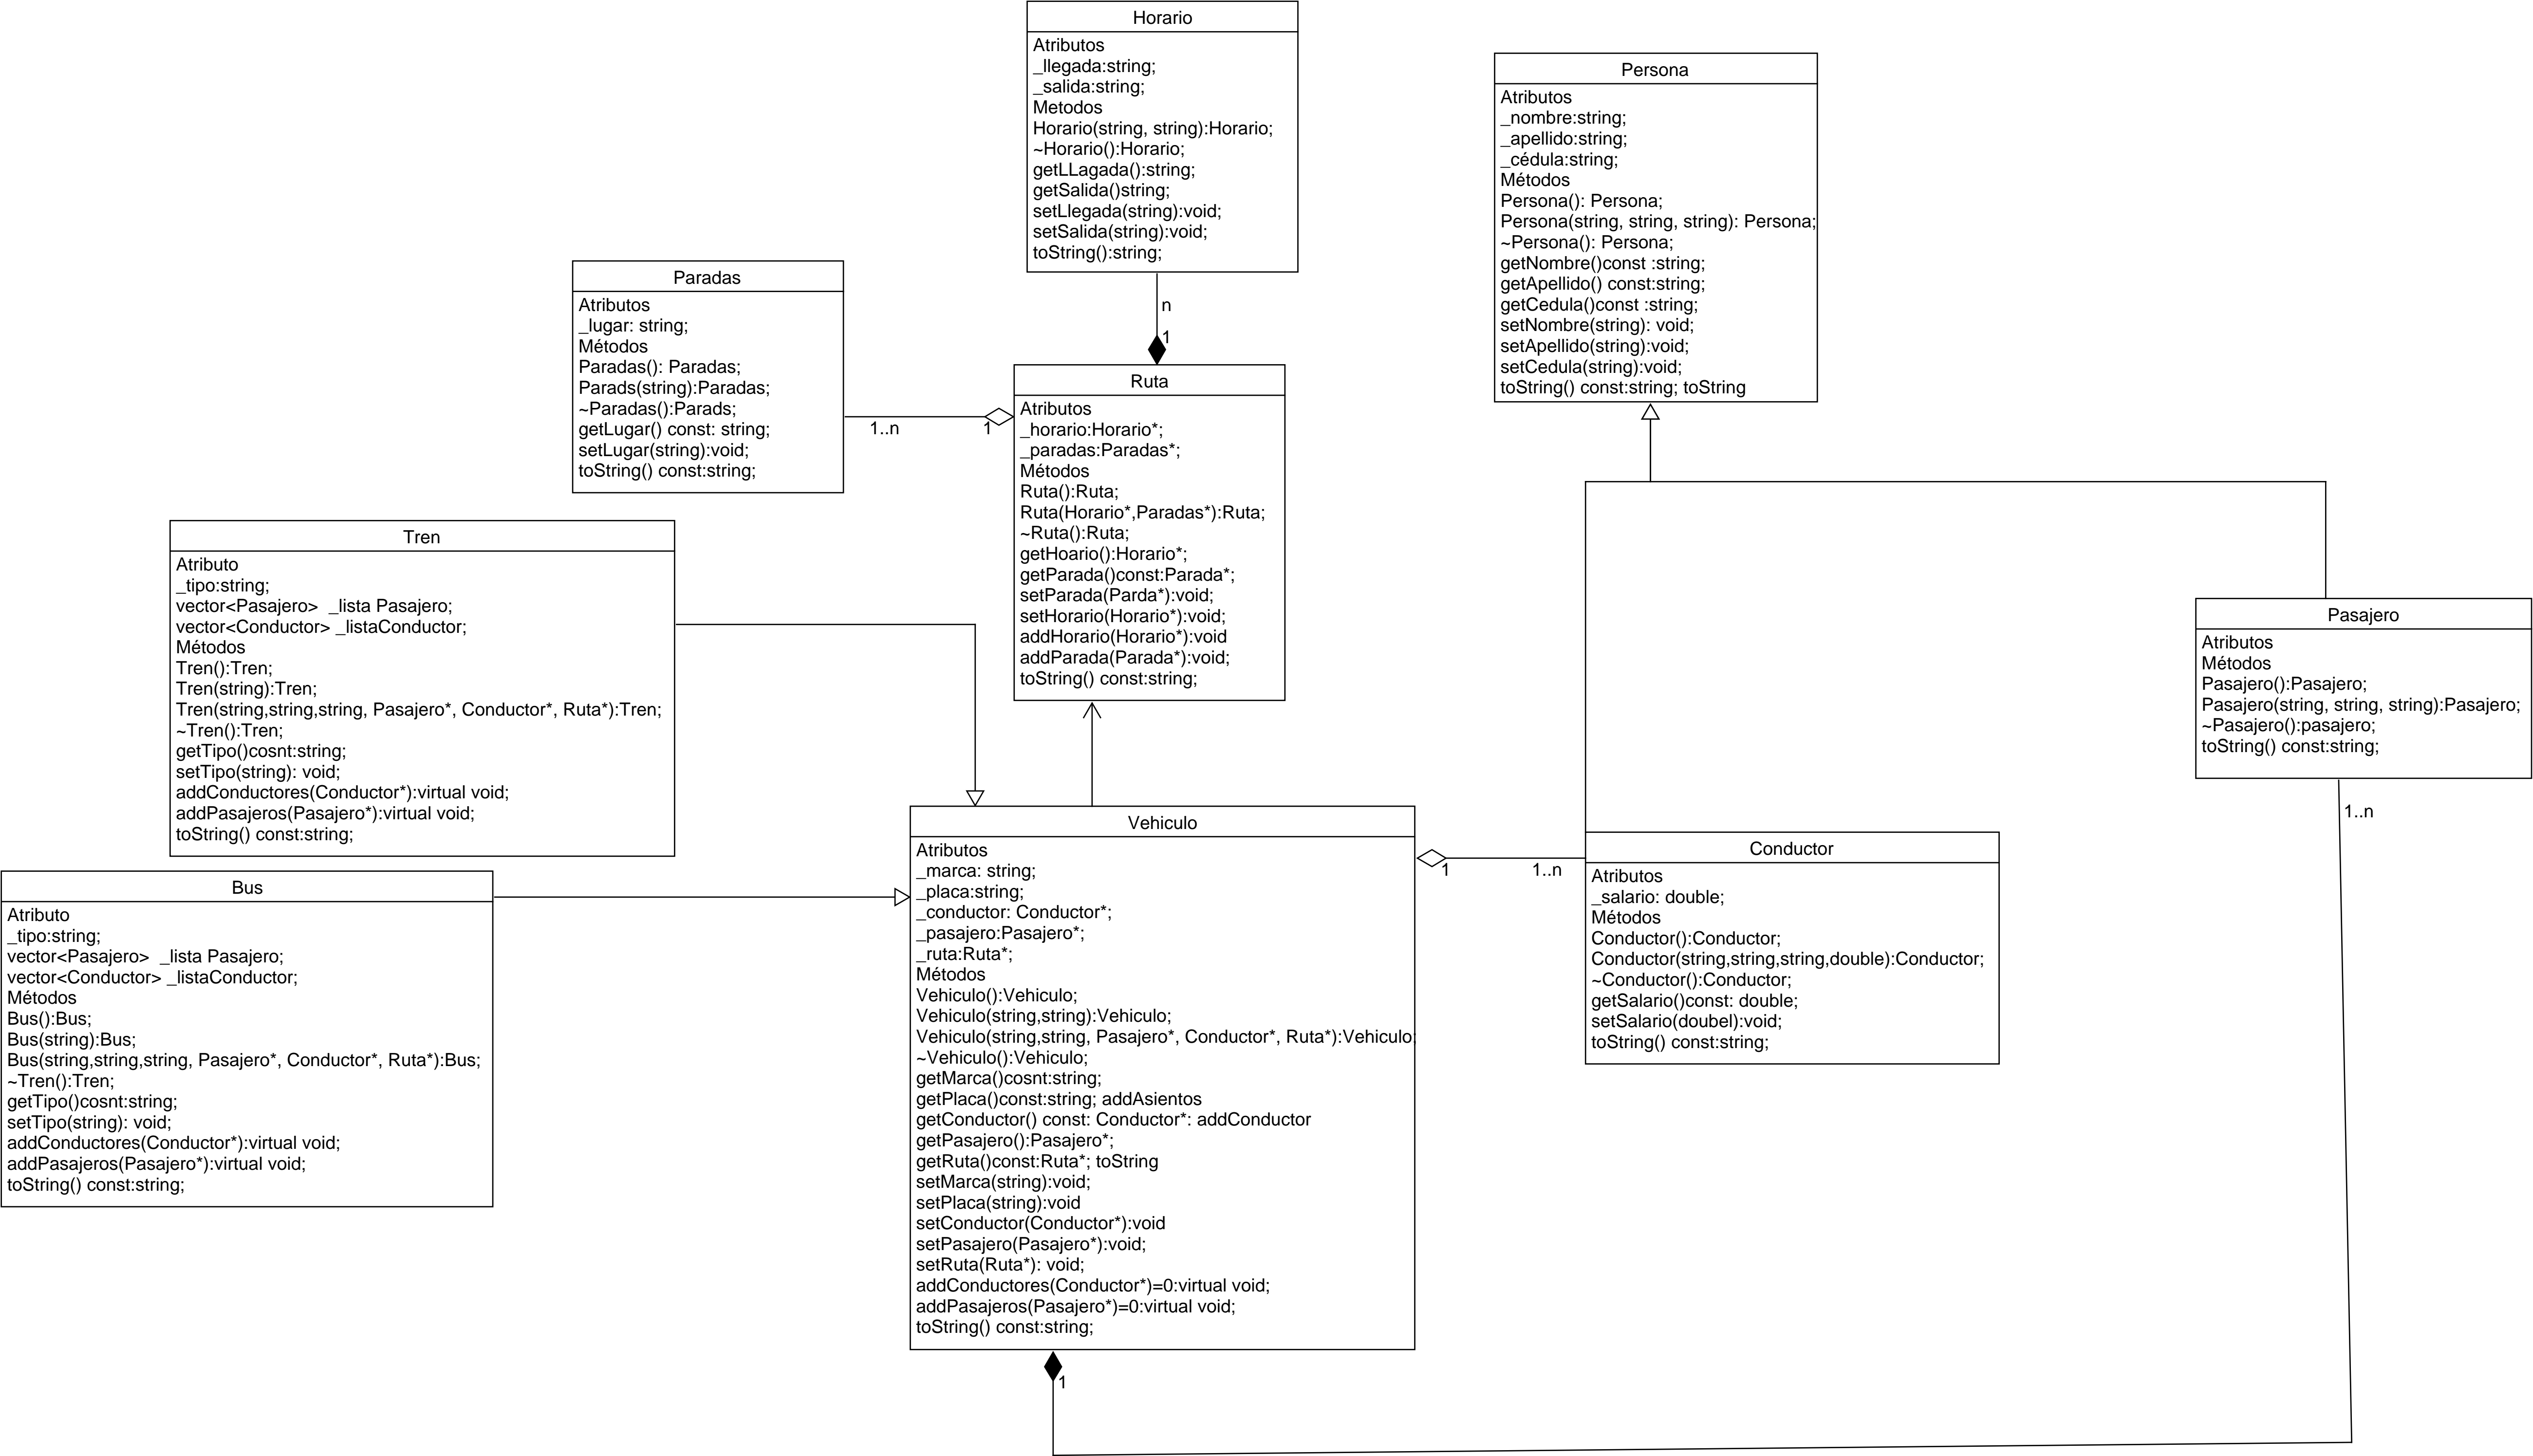 Horario
Atributos
_llegada:string;
_salida:string;
Metodos
Horario(string, string):Horario;
~Horario():Horario;
getLLagada():string;
getSalida()string;
setLlegada(string):void;
setSalida(string):void;
toString():string;
n
1
Persona
Atributos
_nombre:string;
_apellido:string;
_cédula:string;
Métodos
Persona(): Persona;
Persona(string, string, string): Persona;
~Persona(): Persona;
getNombre()const :string;
getApellido() const:string;
getCedula()const :string;
setNombre(string): void;
setApellido(string):void;
setCedula(string):void;
toString() const:string; toString
Paradas
Atributos
_lugar: string;
Métodos
Paradas(): Paradas;
Parads(string):Paradas;
~Paradas():Parads;
getLugar() const: string;
setLugar(string):void;
toString() const:string;
1..n
1
Ruta
Atributos
_horario:Horario*;
_paradas:Paradas*;
Métodos
Ruta():Ruta;
Ruta(Horario*,Paradas*):Ruta;
~Ruta():Ruta;
getHoario():Horario*;
getParada()const:Parada*;
setParada(Parda*):void;
setHorario(Horario*):void;
addHorario(Horario*):void
addParada(Parada*):void;
toString() const:string;
Tren
Atributo
_tipo:string;
vector<Pasajero>  _lista Pasajero;
vector<Conductor> _listaConductor;
Métodos
Tren():Tren;
Tren(string):Tren;
Tren(string,string,string, Pasajero*, Conductor*, Ruta*):Tren;
~Tren():Tren;
getTipo()cosnt:string;
setTipo(string): void;
addConductores(Conductor*):virtual void;
addPasajeros(Pasajero*):virtual void;
toString() const:string;
Pasajero
Atributos
Métodos
Pasajero():Pasajero;
Pasajero(string, string, string):Pasajero;
~Pasajero():pasajero;
toString() const:string;
1..n
Bus
Atributo
_tipo:string;
vector<Pasajero>  _lista Pasajero;
vector<Conductor> _listaConductor;
Métodos
Bus():Bus;
Bus(string):Bus;
Bus(string,string,string, Pasajero*, Conductor*, Ruta*):Bus;
~Tren():Tren;
getTipo()cosnt:string;
setTipo(string): void;
addConductores(Conductor*):virtual void;
addPasajeros(Pasajero*):virtual void;
toString() const:string;
Vehiculo
Atributos
_marca: string;
_placa:string;
_conductor: Conductor*;
_pasajero:Pasajero*;
_ruta:Ruta*;
Métodos
Vehiculo():Vehiculo;
Vehiculo(string,string):Vehiculo;
Vehiculo(string,string, Pasajero*, Conductor*, Ruta*):Vehiculo;
~Vehiculo():Vehiculo;
getMarca()cosnt:string;
getPlaca()const:string; addAsientos
getConductor() const: Conductor*: addConductor
getPasajero():Pasajero*;
getRuta()const:Ruta*; toString
setMarca(string):void;
setPlaca(string):void
setConductor(Conductor*):void
setPasajero(Pasajero*):void;
setRuta(Ruta*): void;
addConductores(Conductor*)=0:virtual void;
addPasajeros(Pasajero*)=0:virtual void;
toString() const:string;
1
1..n
Conductor
Atributos
_salario: double;
Métodos
Conductor():Conductor;
Conductor(string,string,string,double):Conductor;
~Conductor():Conductor;
getSalario()const: double;
setSalario(doubel):void;
toString() const:string;
1